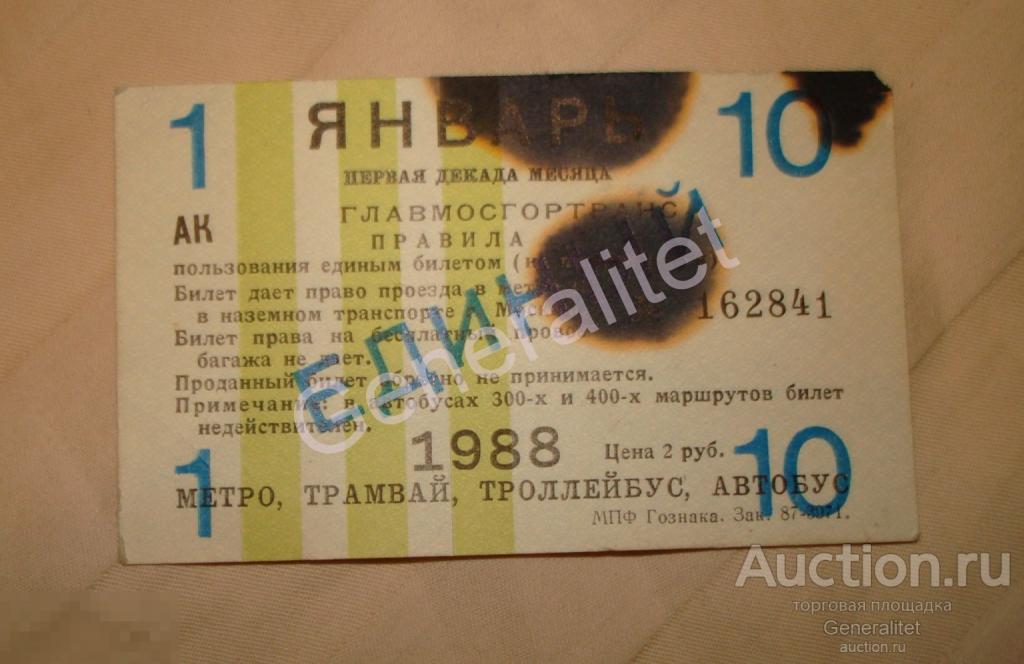 1 ЯНВАРЬ 10
ПЕРВАЯ ДЕКАДА МЕСЯЦА
АК ГЛАВМОСГОРТРАНС
ПРАВИЛА
пользования единым билетом
Билет дает право проезда в
в наземном транспорте
162841
Билет права на бесплатный провоз
багажа не дает.
Проданный билет обратно не принимается.
Примечание: в автобусах 300-х и 400-х маршрутов билет
недействителен.
ЕДИНЫЙ
1988 Цена 2 руб.
1 10
МЕТРО, ТРАМВАЙ, ТРОЛЛЕЙБУС, АВТОБУС
МПФ Гознака. Зак. 87-3971.
Generalitet
Auction.ru
торговая площадка
Generalitet
auction.ru